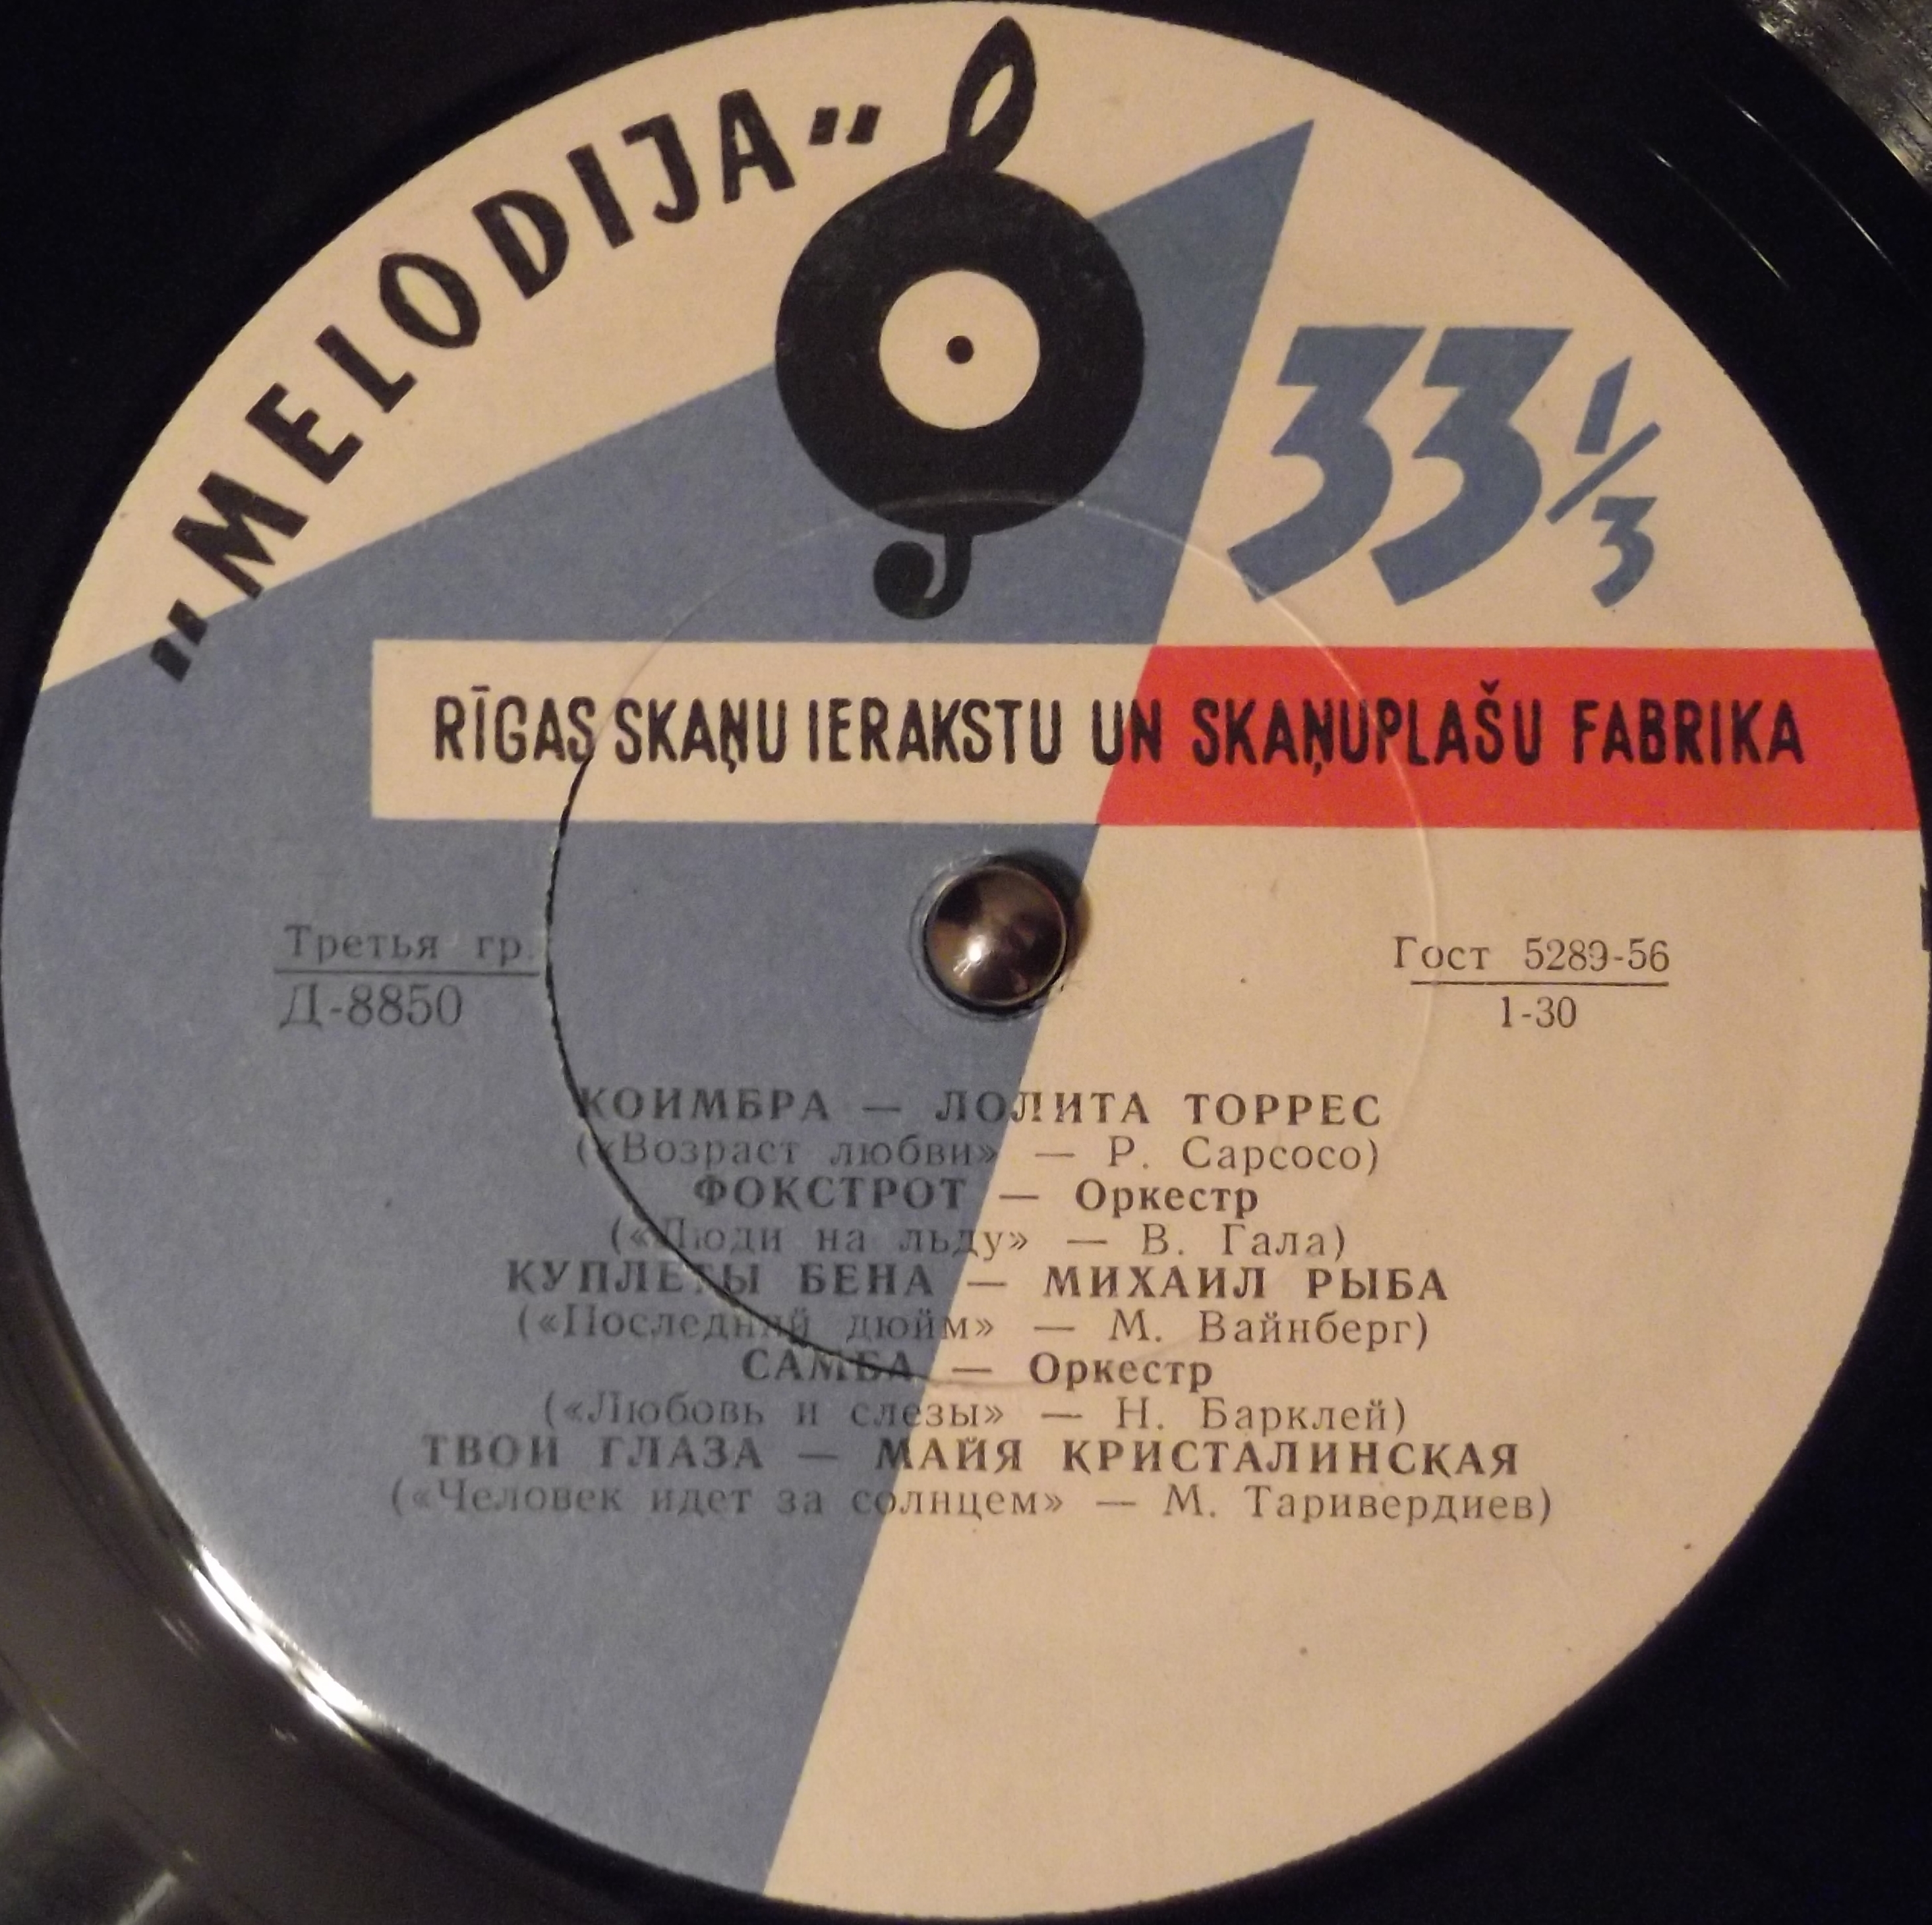 "MELODIJA"
33 1/3
RĪGAS SKAŅU IERAKSTU UN SKAŅUPLAŠU FABRIKA
Третья гр.
Д-8850
Гост 5289-56
1-30
КОИМБРА — ЛОЛИТА ТОРРЕС
(«Возраст любви» — Р. Сарсосо)
ФОКСТРОТ — Оркестр
(«Люди на льду» — В. Гала)
КУПЛЕТЫ БЕНА — МИХАИЛ РЫБА
(«Последний дюйм» — М. Вайнберг)
САМБА — Оркестр
(«Любовь и слезы» — Н. Барклей)
ТВОИ ГЛАЗА — МАЙЯ КРИСТАЛИНСКАЯ
(«Человек идет за солнцем» — М. Таривердиев)